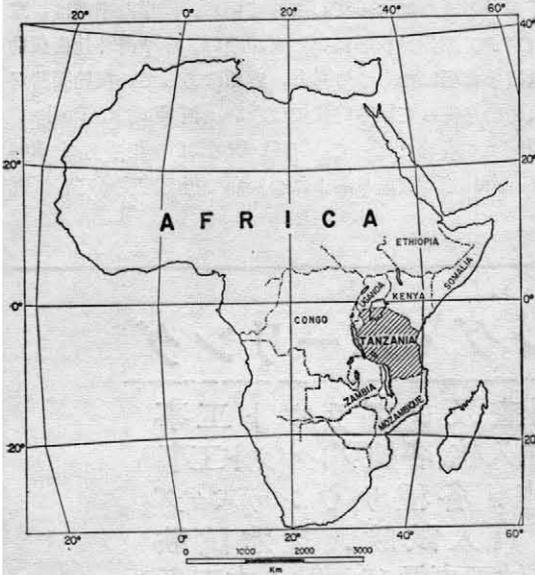 20° 0° 20° 40° 60°
40°
40°
20°
20°
AFRICA
ETHIOPIA
SOMALIA
UGANDA
KENYA
0°
0°
CONGO
TANZANIA
ZAMBIA
MOZAMBIQUE
20°
20°
20° 0° 20° 40° 60°
0 1000 2000 3000
Km